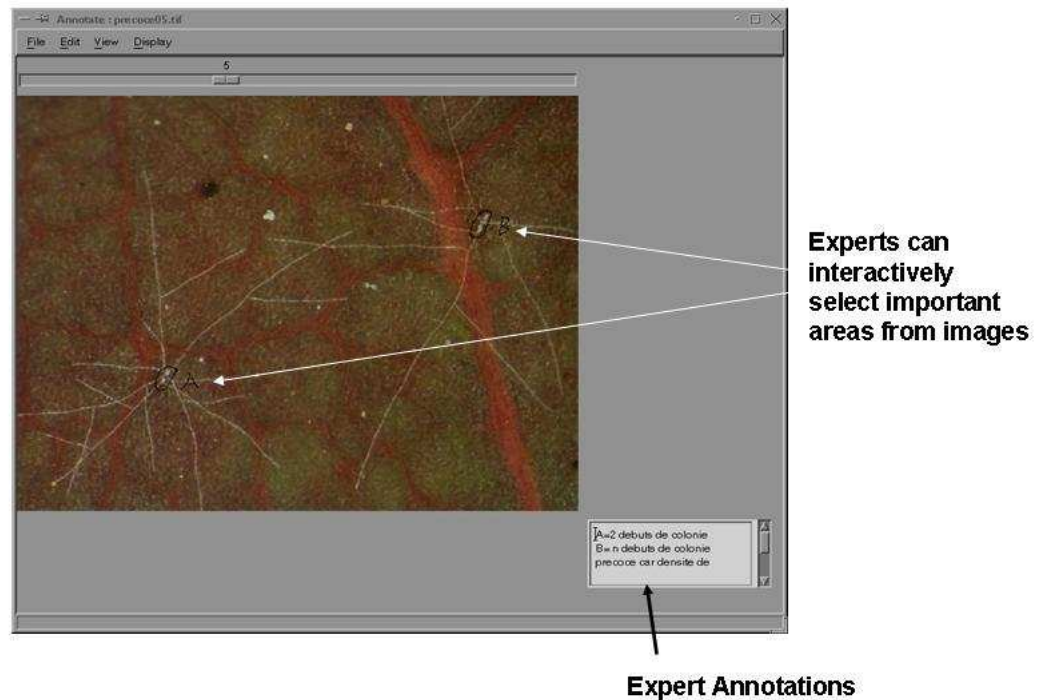 Annotate : precoce05.tif
File Edit View Display
5
B
A
Experts can
interactively
select important
areas from images
A=2 debuts de colonie
B= n debuts de colonie
precoce car densite de
Expert Annotations